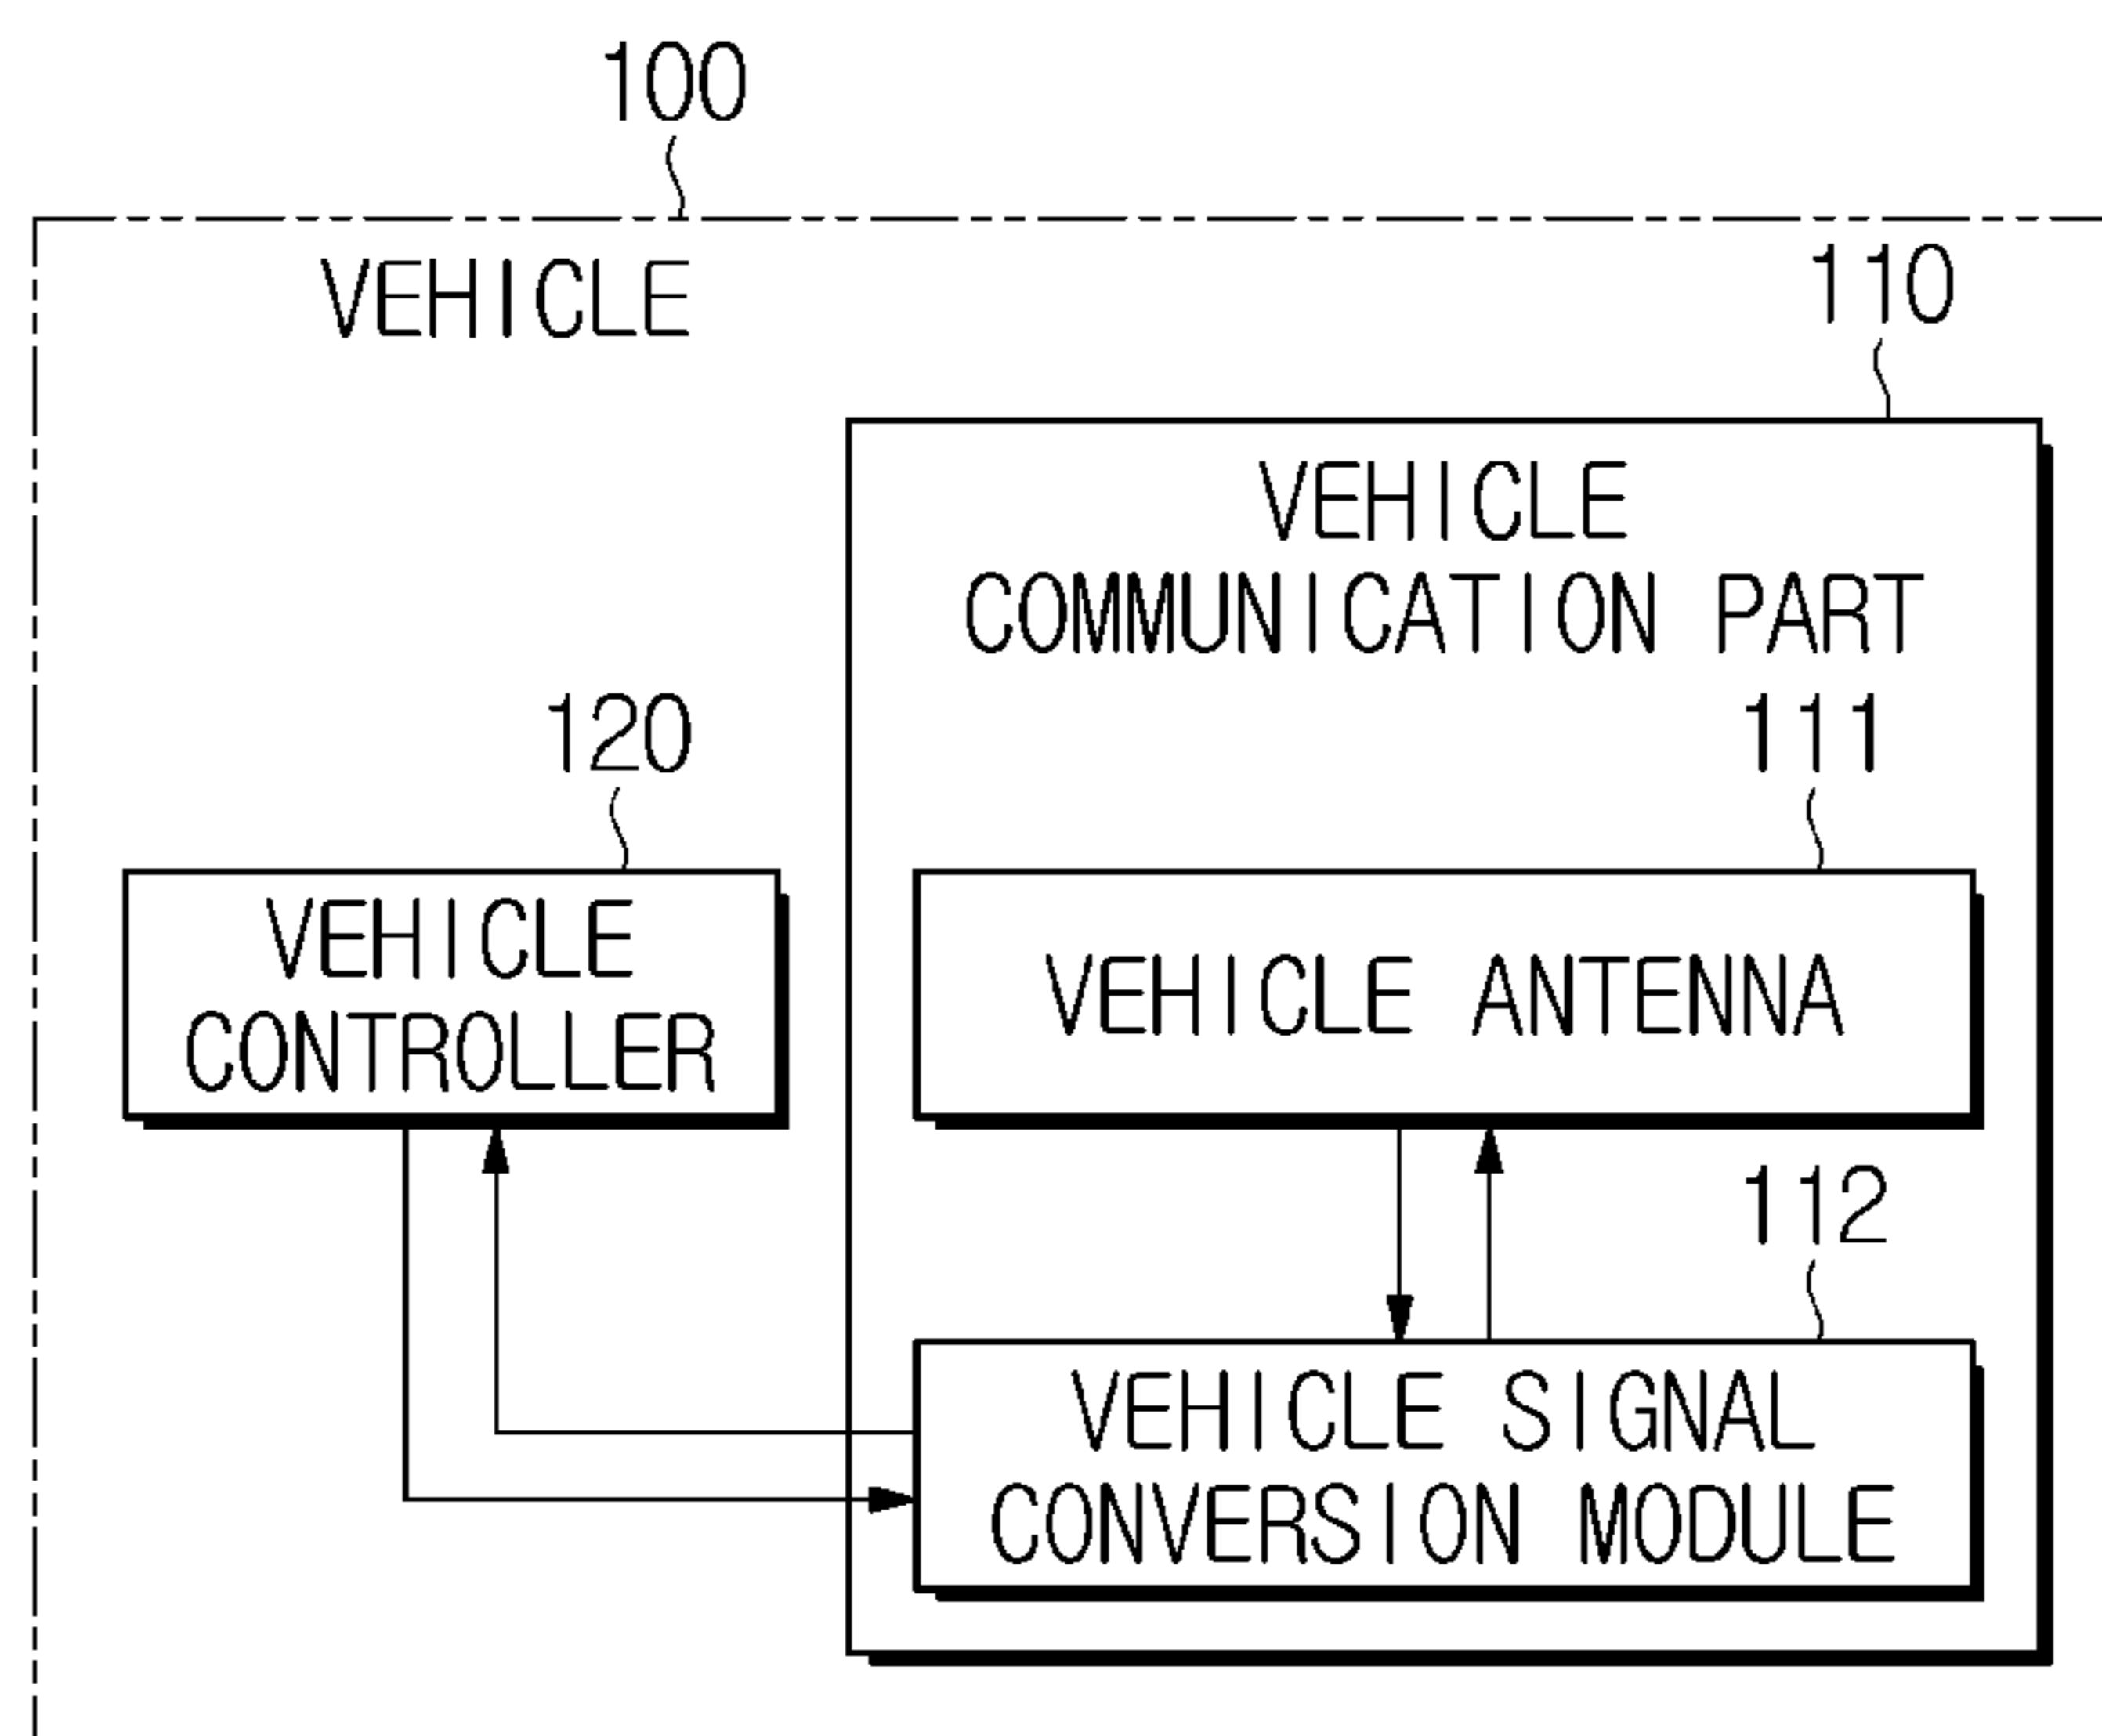 100
VEHICLE
110
VEHICLE
COMMUNICATION PART
120
111
VEHICLE
CONTROLLER
VEHICLE ANTENNA
112
VEHICLE SIGNAL
CONVERSION MODULE